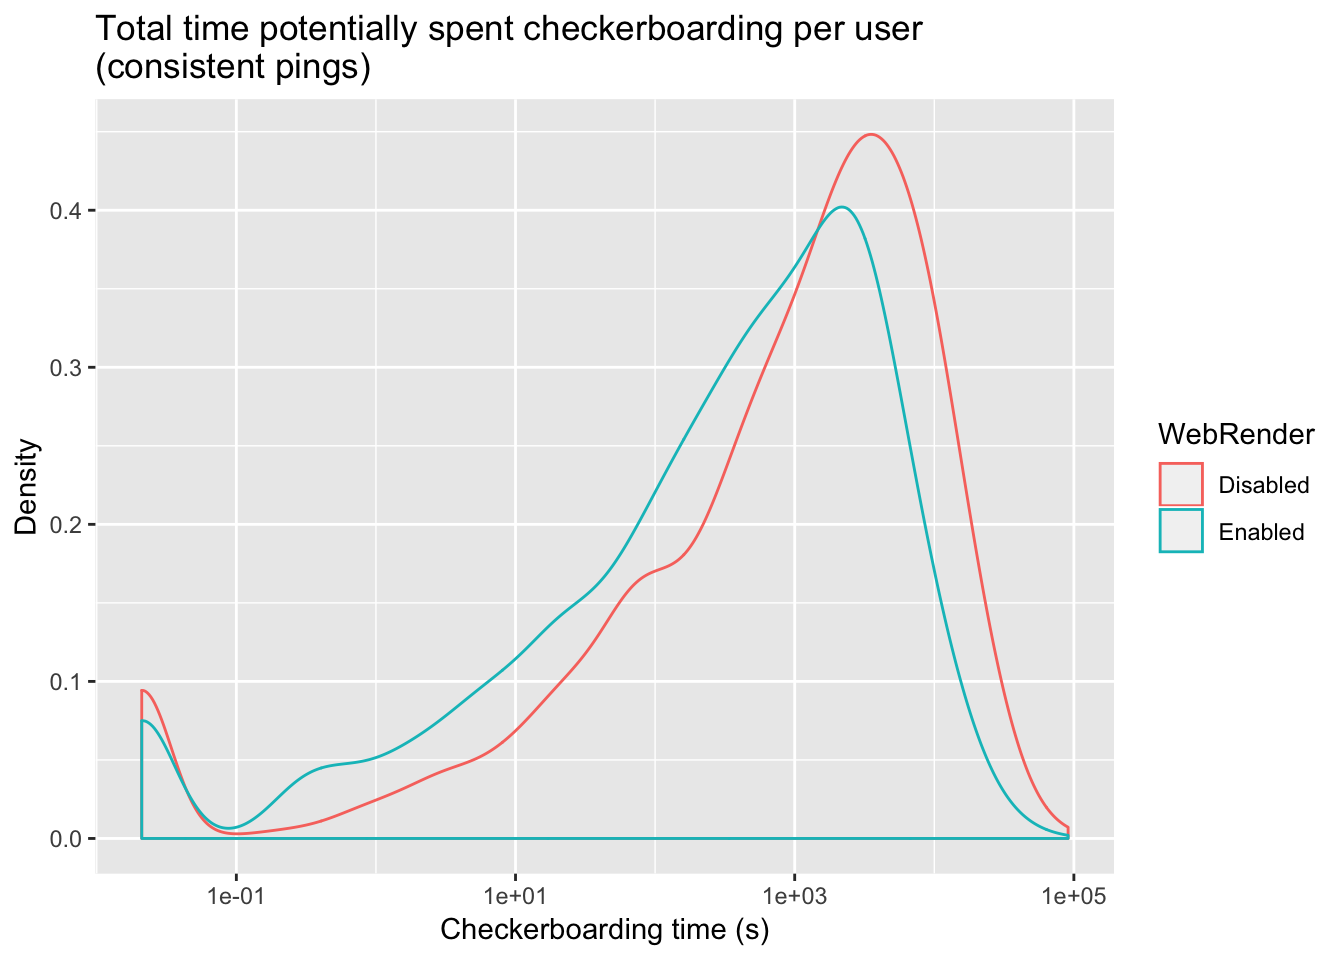 Total time potentially spent checkerboarding per user
(consistent pings)
0.4
0.3
0.2
0.1
0.0
Density
1e-01
1e+01
1e+03
1e+05
Checkerboarding time (s)
WebRender
Disabled
Enabled